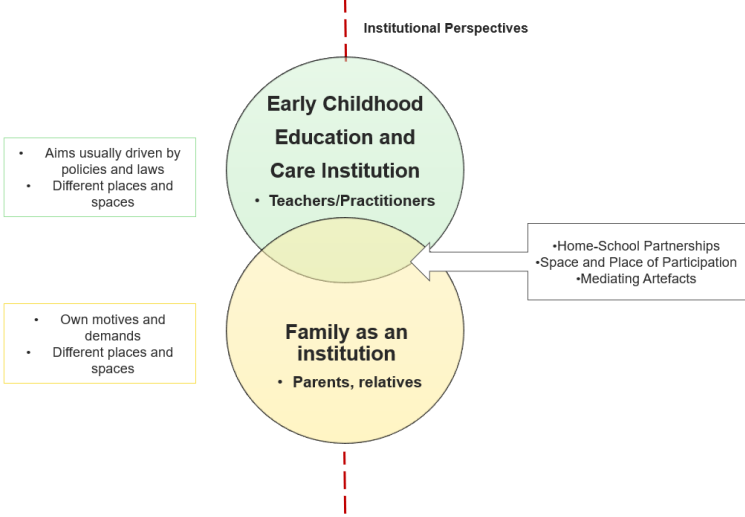 Institutional Perspectives
Early Childhood
Education and
Care Institution
• Teachers/Practitioners
• Aims usually driven by
policies and laws
• Different places and
spaces
•Home-School Partnerships
•Space and Place of Participation
•Mediating Artefacts
• Own motives and
demands
• Different places and
spaces
Family as an
institution
• Parents, relatives